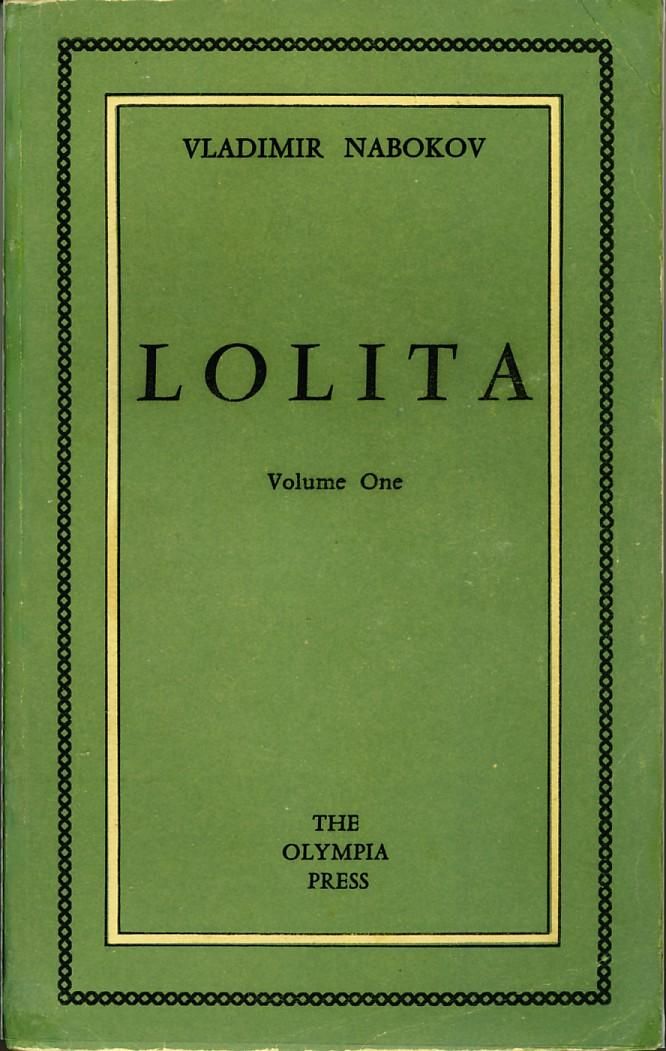 VLADIMIR NABOKOV
LOLITA
Volume One
THE
OLYMPIA
PRESS